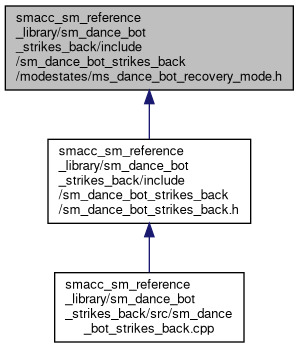 smacc_sm_reference
_library/sm_dance_bot
_strikes_back/include
/sm_dance_bot_strikes_back
/modestates/ms_dance_bot_recovery_mode.h
smacc_sm_reference
_library/sm_dance_bot
_strikes_back/include
/sm_dance_bot_strikes_back
/sm_dance_bot_strikes_back.h
smacc_sm_reference
_library/sm_dance_bot
_strikes_back/src/sm_dance
_bot_strikes_back.cpp